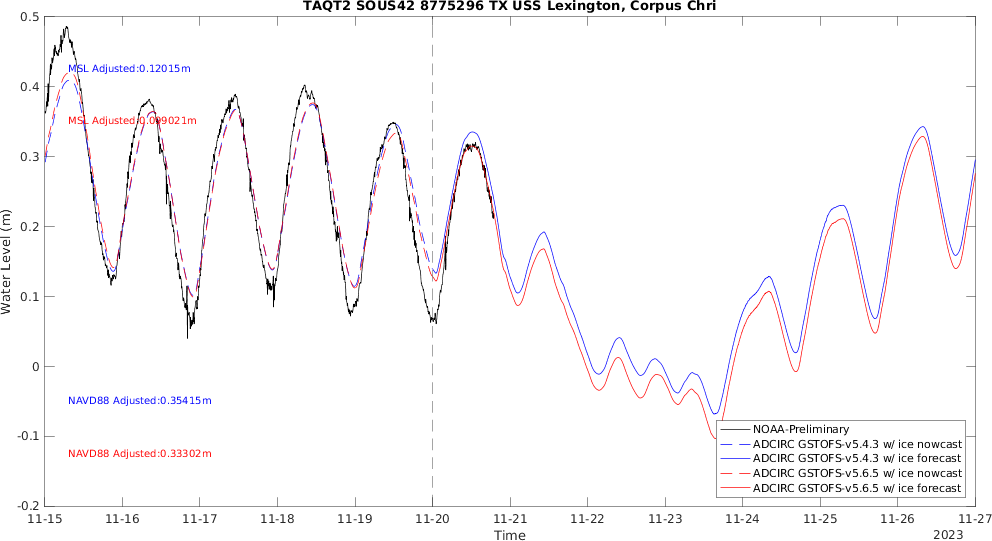 TAQT2 SOUS42 8775296 TX USS Lexington, Corpus Chri
0.5
0.4
0.3
0.2
0.1
0
-0.1
-0.2
Water Level (m)
MSL Adjusted:0.12015m
MSL Adjusted:0.099021m
NAVD88 Adjusted:0.35415m
NAVD88 Adjusted:0.33302m
NOAA-Preliminary
ADCIRC GSTOFS-v5.4.3 w/ ice nowcast
ADCIRC GSTOFS-v5.4.3 w/ ice forecast
ADCIRC GSTOFS-v5.6.5 w/ ice nowcast
ADCIRC GSTOFS-v5.6.5 w/ ice forecast
11-15 11-16 11-17 11-18 11-19 11-20 11-21 11-22 11-23 11-24 11-25 11-26 11-27
Time
2023